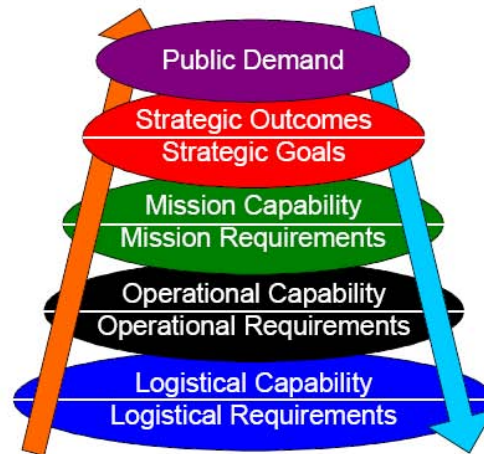 Public Demand
Strategic Outcomes
Strategic Goals
Mission Capability
Mission Requirements
Operational Capability
Operational Requirements
Logistical Capability
Logistical Requirements